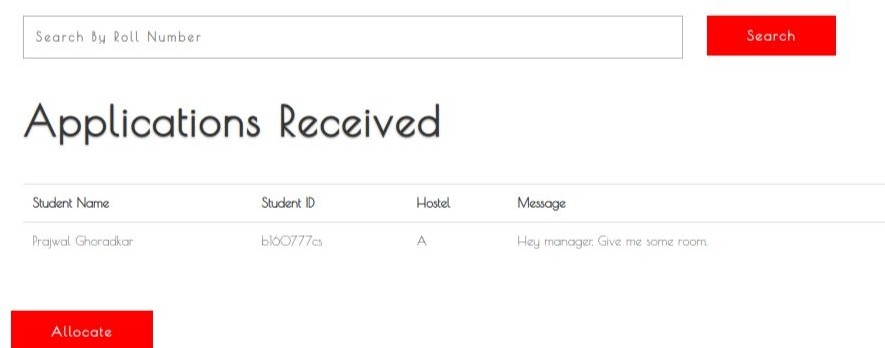 Search By Roll Number
Search
Applications Received
Student Name Student ID Hostel Message
Prajwal Ghoradkar b160777cs A Hey manager. Give me some room.
Allocate